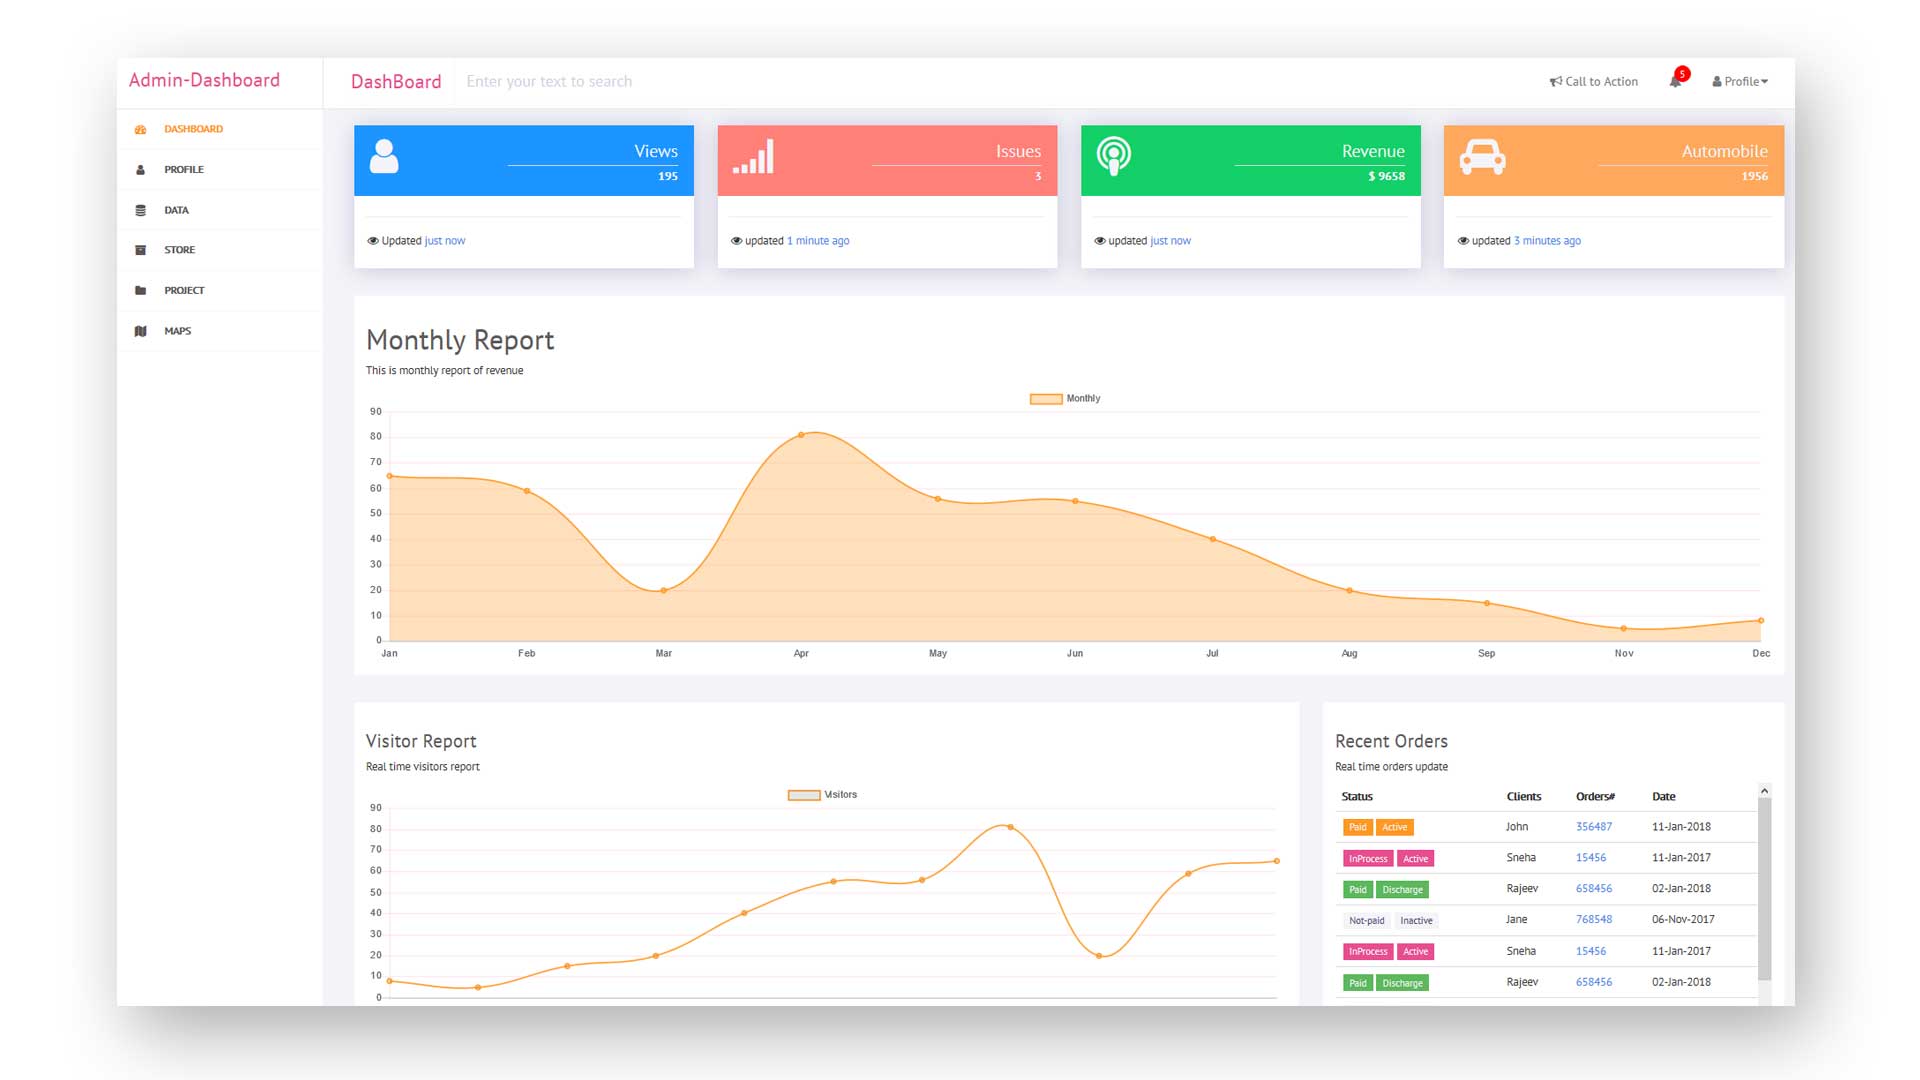 Admin-Dashboard
DashBoard
Enter your text to search
Call to Action
5
Profile
DASHBOARD
PROFILE
DATA
STORE
PROJECT
MAPS
Views
195
Updated just now
Issues
3
updated 1 minute ago
Revenue
$ 9658
updated just now
Automobile
1956
updated 3 minutes ago
Monthly Report
This is monthly report of revenue
Monthly
90
80
70
60
50
40
30
20
10
0
Jan Feb Mar Apr May Jun Jul Aug Sep Nov Dec
Visitor Report
Real time visitors report
Visitors
90
80
70
60
50
40
30
20
10
0
Recent Orders
Real time orders update
Status Clients Orders# Date
Paid Active John 356487 11-Jan-2018
InProcess Active Sneha 15456 11-Jan-2017
Paid Discharge Rajeev 658456 02-Jan-2018
Not-paid Inactive Jane 768548 06-Nov-2017
InProcess Active Sneha 15456 11-Jan-2017
Paid Discharge Rajeev 658456 02-Jan-2018